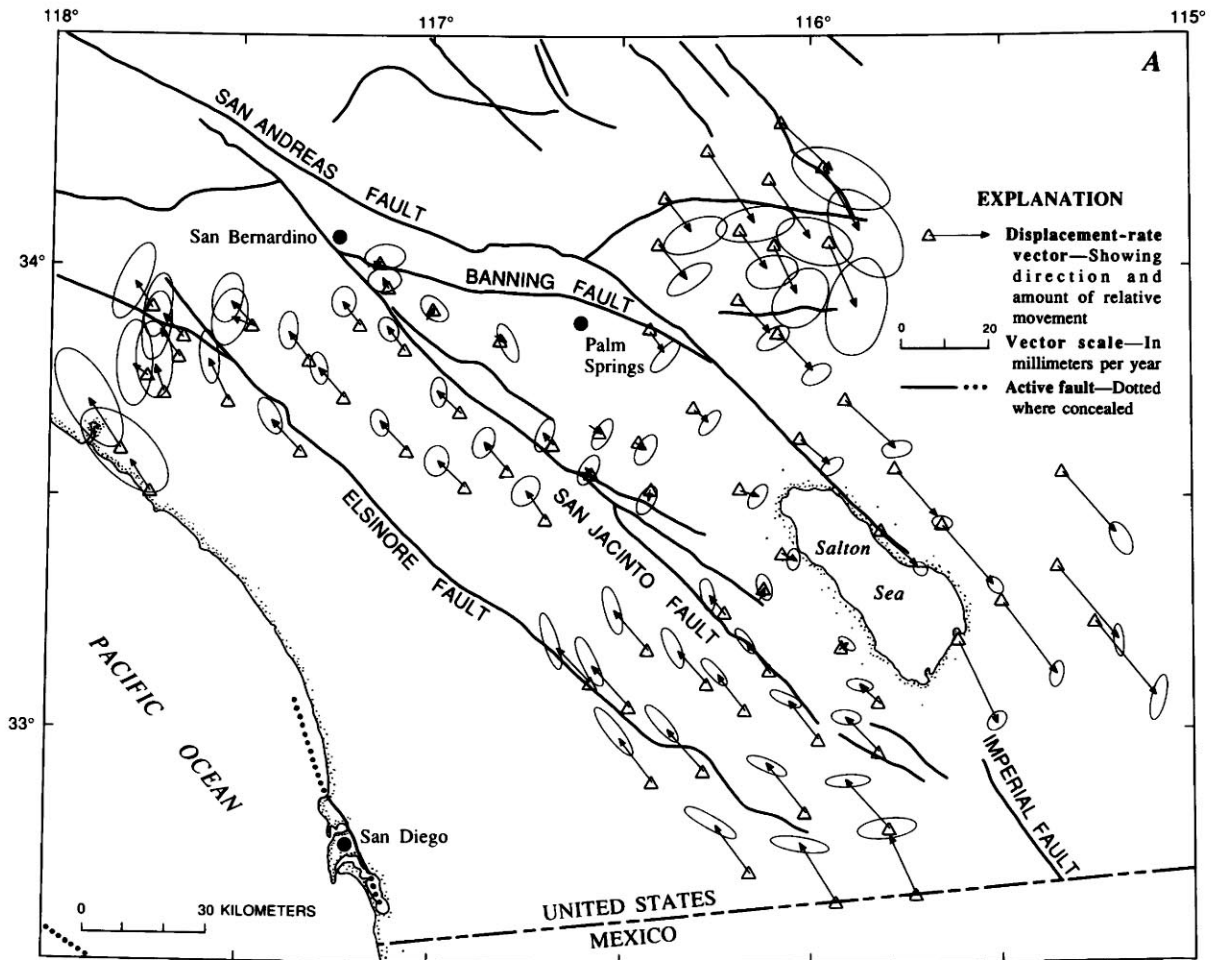 118°
117°
116°
115°
A
SAN ANDREAS FAULT
San Bernardino
34°
BANNING FAULT
Palm
Springs
EXPLANATION
Displacement-rate
vector—Showing
direction and
amount of relative
movement
0 20
Vector scale—In
millimeters per year
Active fault—Dotted
where concealed
ELSINORE FAULT
SAN JACINTO FAULT
Salton
Sea
33°
PACIFIC
OCEAN
IMPERIAL FAULT
San Diego
0 30 KILOMETERS
UNITED STATES
MEXICO